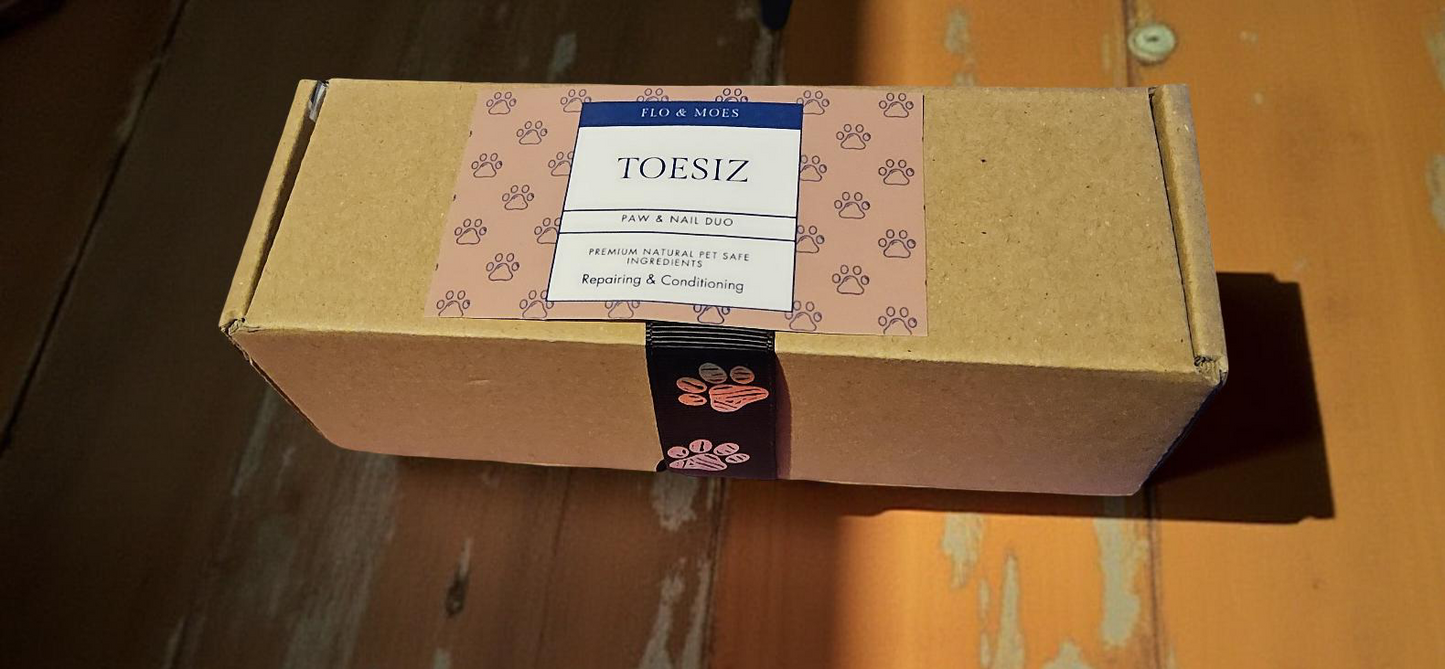 FLO & MOES
TOESIZ
PAW & NAIL DUO
PREMIUM NATURAL PET SAFE
INGREDIENTS
Repairing & Conditioning